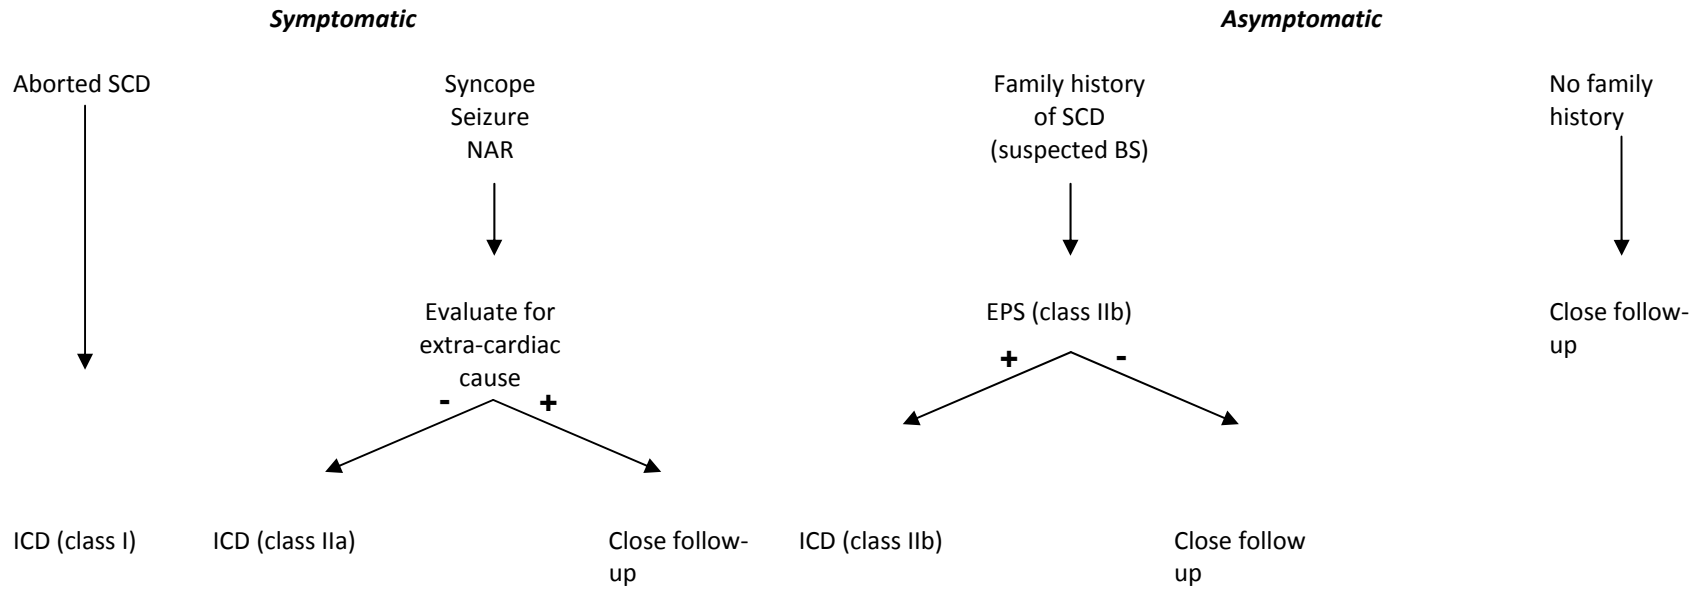 Symptomatic
Asymptomatic
Aborted SCD
Syncope
Seizure
NAR
Family history
of SCD
(suspected BS)
No family
history
Evaluate for
extra-cardiac
cause
EPS (class IIb)
Close follow-
up
-
+
+
-
ICD (class I)
ICD (class IIa)
Close follow-
up
ICD (class IIb)
Close follow
up